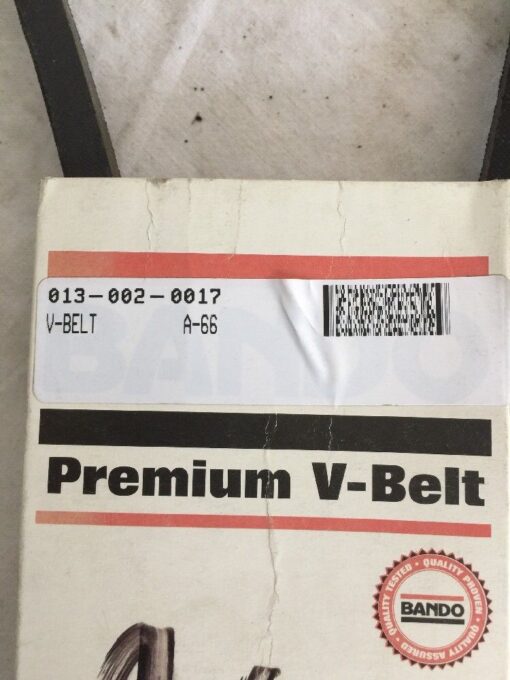 013-002-0017
V-BELT A-66
BANDO
Premium V-Belt
QUALITY TESTED • QUALITY PROVEN • QUALITY ASSURED
BANDO